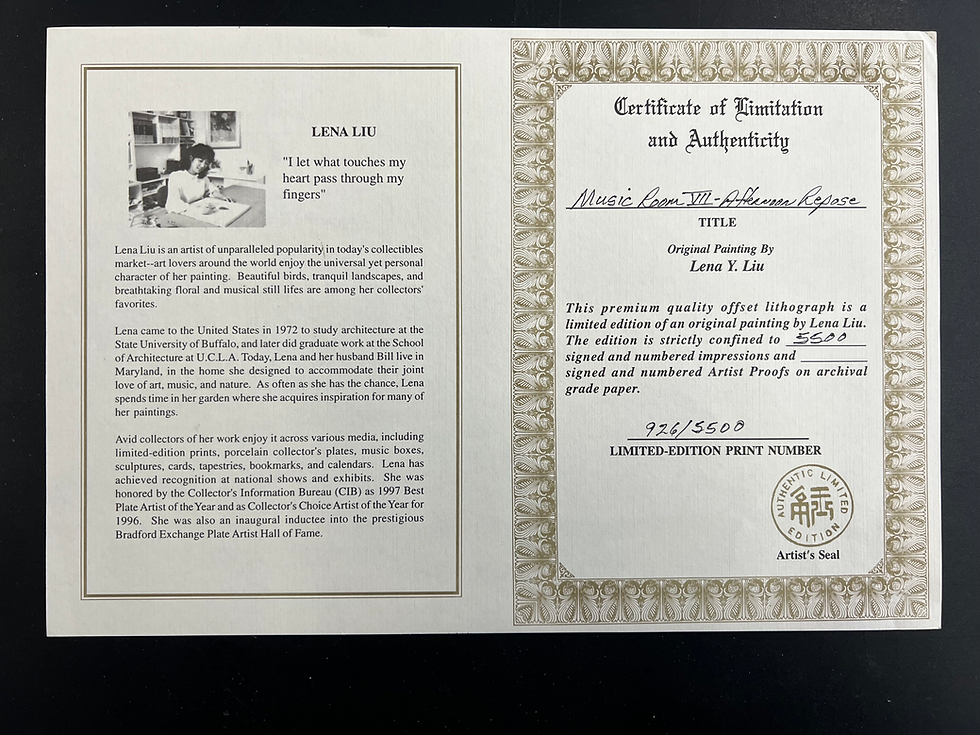 LENA LIU
"I let what touches my
heart pass through my
fingers"
Lena Liu is an artist of unparalleled popularity in today's collectibles
market--art lovers around the world enjoy the universal yet personal
character of her painting. Beautiful birds, tranquil landscapes, and
breathtaking floral and musical still lifes are among her collectors'
favorites.
Lena came to the United States in 1972 to study architecture at the
State University of Buffalo, and later did graduate work at the School
of Architecture at U.C.L.A. Today, Lena and her husband Bill live in
Maryland, in the home she designed to accommodate their joint
love of art, music, and nature. As often as she has the chance, Lena
spends time in her garden where she acquires inspiration for many of
her paintings.
Avid collectors of her work enjoy it across various media, including
limited-edition prints, porcelain collector's plates, music boxes,
sculptures, cards, tapestries, bookmarks, and calendars. Lena has
achieved recognition at national shows and exhibits. She was
honored by the Collector's Information Bureau (CIB) as 1997 Best
Plate Artist of the Year and as Collector's Choice Artist of the Year for
1996. She was also an inaugural inductee into the prestigious
Bradford Exchange Plate Artist Hall of Fame.
Certificate of Limitation
and Authenticity
Music Room VII - Afternoon Repose
TITLE
Original Painting By
Lena Y. Liu
This premium quality offset lithograph is a
limited edition of an original painting by Lena Liu.
The edition is strictly confined to 5500
signed and numbered impressions and
signed and numbered Artist Proofs on archival
grade paper.
926/5500
LIMITED-EDITION PRINT NUMBER
AUTHENTIC LIMITED
EDITION
Artist's Seal